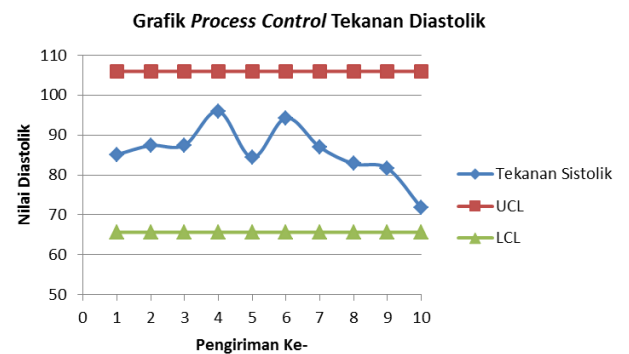 Grafik Process Control Tekanan Diastolik
110
100
90
80
70
60
50
0 1 2 3 4 5 6 7 8 9 10
Nilai Diastolik
Pengiriman Ke-
Tekanan Sistolik
UCL
LCL